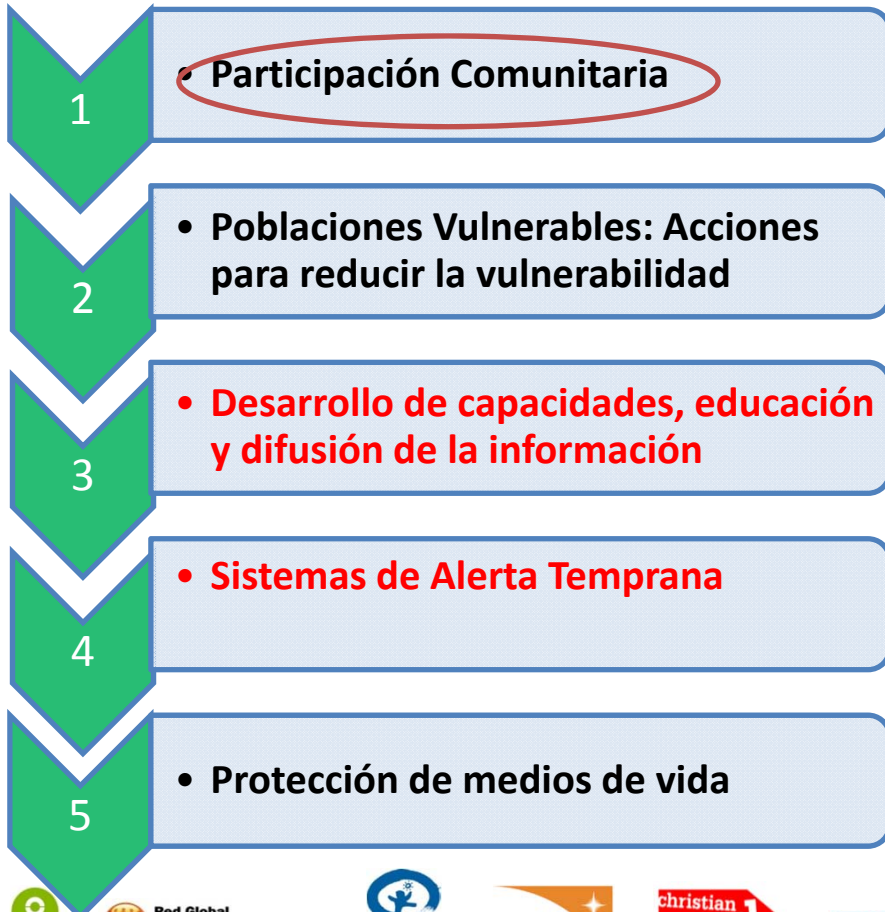 1
• Participación Comunitaria
2
• Poblaciones Vulnerables: Acciones
para reducir la vulnerabilidad
3
• Desarrollo de capacidades, educación
y difusión de la información
4
• Sistemas de Alerta Temprana
5
• Protección de medios de vida
Red Global
christian